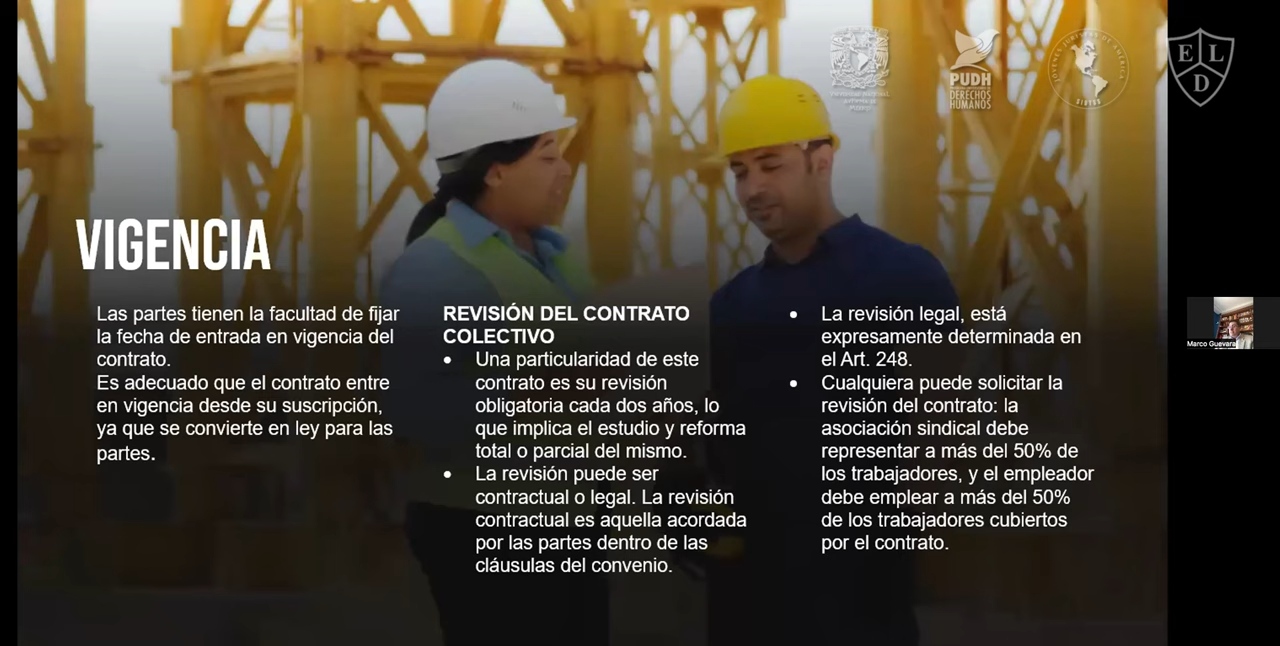 PUDH
DERECHOS
HUMANOS
E L
D
VIGENCIA
Las partes tienen la facultad de fijar
la fecha de entrada en vigencia del
contrato.
Es adecuado que el contrato entre
en vigencia desde su suscripción,
ya que se convierte en ley para las
partes.
REVISIÓN DEL CONTRATO
COLECTIVO
• Una particularidad de este
contrato es su revisión
obligatoria cada dos años, lo
que implica el estudio y reforma
total o parcial del mismo.
• La revisión puede ser
contractual o legal. La revisión
contractual es aquella acordada
por las partes dentro de las
cláusulas del convenio.
• La revisión legal, está
expresamente determinada en
el Art. 248.
• Cualquiera puede solicitar la
revisión del contrato: la
asociación sindical debe
representar a más del 50% de
los trabajadores, y el empleador
debe emplear a más del 50%
de los trabajadores cubiertos
por el contrato.
Marco Guevara